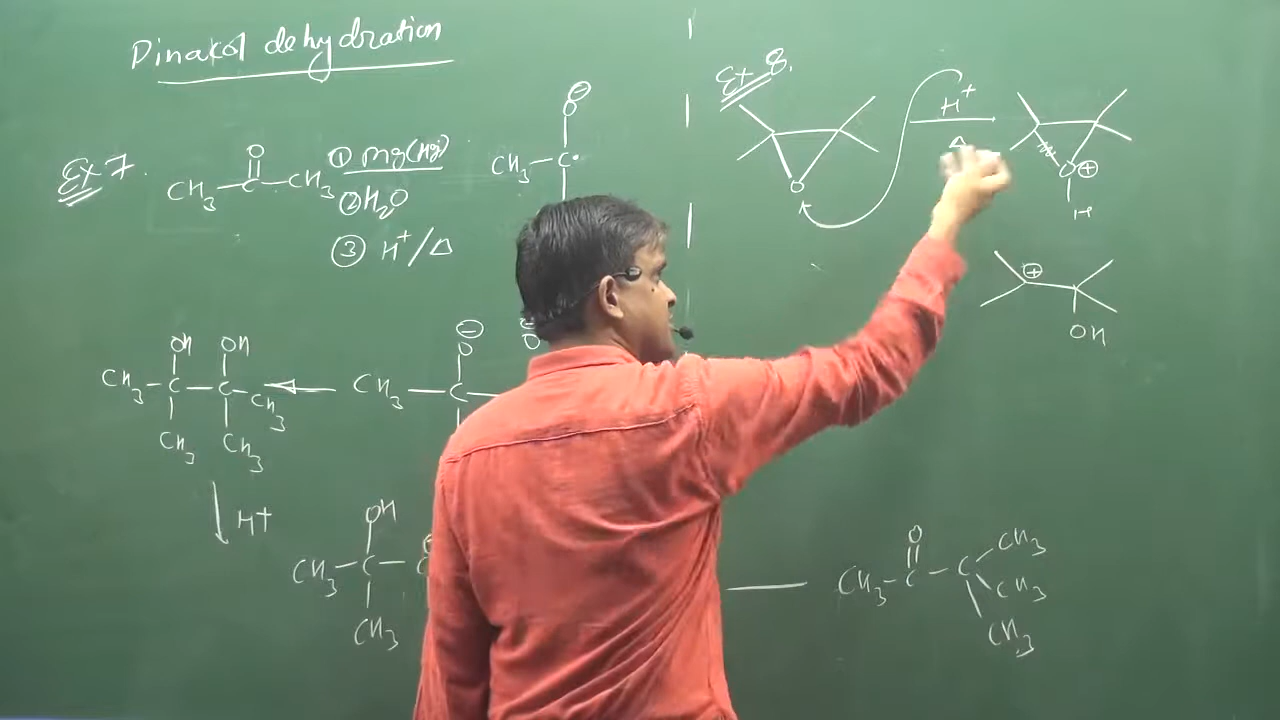 Pinakol dehydration
Ex 7.
CH3-C-CH3
O
① Mg(Hg)
② H2O
③ H+/Δ
O⊖
CH3-C•
OH OH
CH3-C-C-CH3
CH3 CH3
O⊖
CH3-C
O⊖
H+
OH
CH3-C-
CH3
O
CH3-C-C-CH3
CH3
CH3
Ex 8.
O
H+
Δ
O⊕
H
⊕
OH